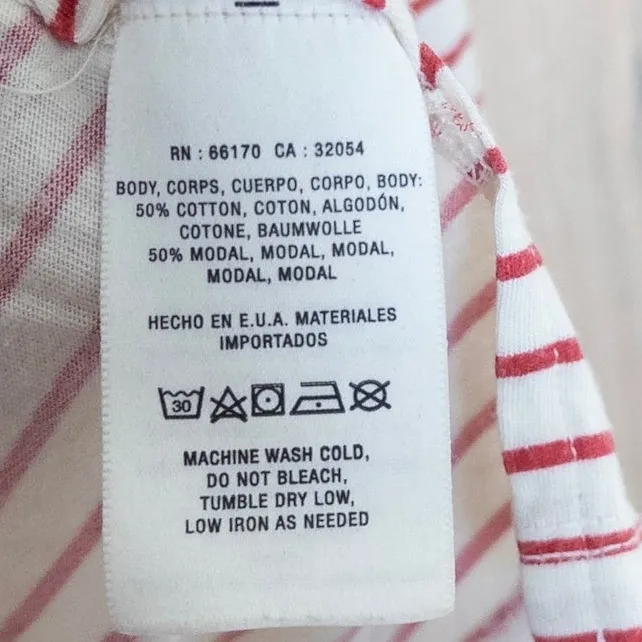 RN : 66170 CA : 32054
BODY, CORPS, CUERPO, CORPO, BODY:
50% COTTON, COTON, ALGODÓN,
COTONE, BAUMWOLLE
50% MODAL, MODAL, MODAL,
MODAL, MODAL
HECHO EN E.U.A. MATERIALES
IMPORTADOS
30
MACHINE WASH COLD,
DO NOT BLEACH,
TUMBLE DRY LOW,
LOW IRON AS NEEDED